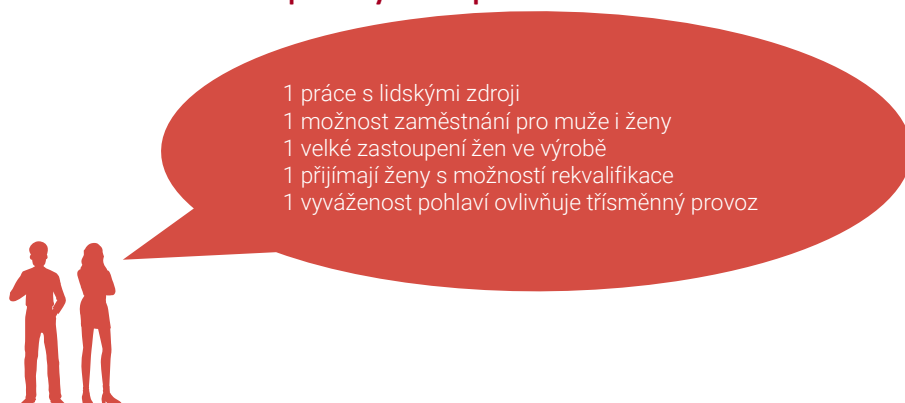 1 práce s lidskými zdroji
1 možnost zaměstnání pro muže i ženy
1 velké zastoupení žen ve výrobě
1 přijímají ženy s možností rekvalifikace
1 vyváženost pohlaví ovlivňuje třísměnný provoz